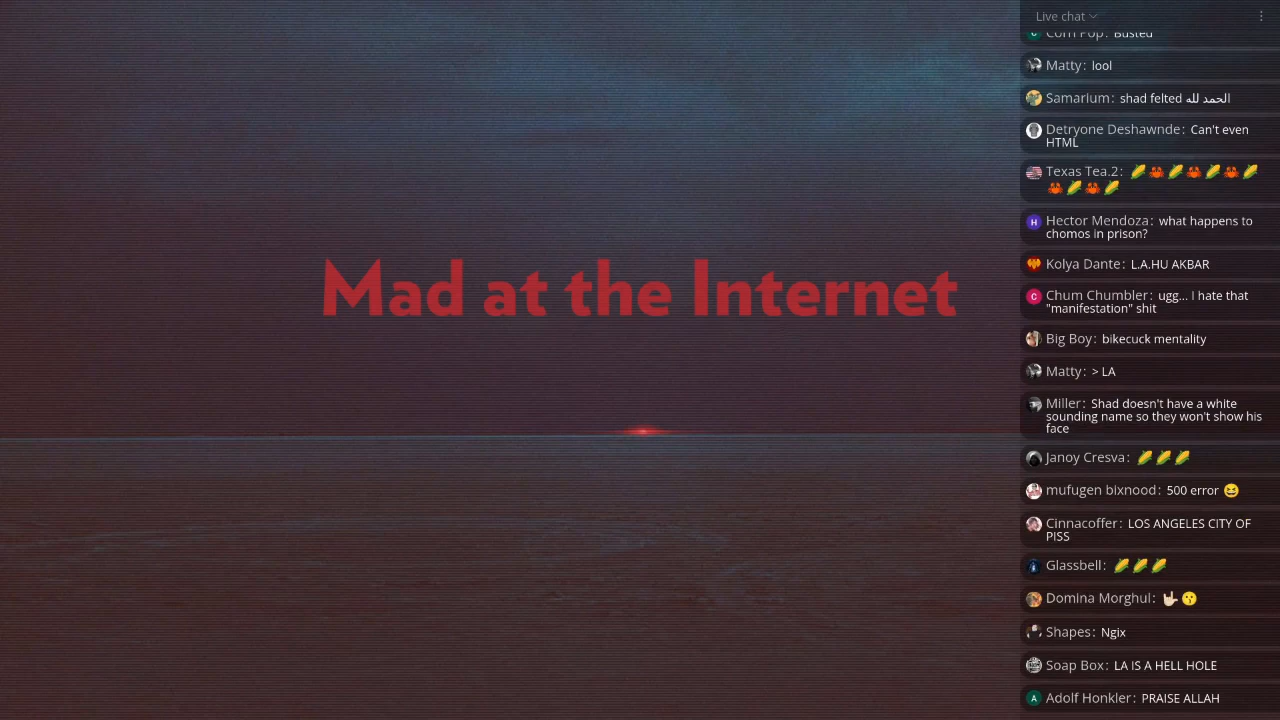 Live chat
Corn Pop: Busted
Matty: lool
Samarium: shad felted الحمد لله
Detryone Deshawnde: Can't even
HTML
Texas Tea.2: 🌽🦀🌽🦀🌽🦀🌽
🦀🌽🦀🌽
Hector Mendoza: what happens to
chomos in prison?
Kolya Dante: L.A.HU AKBAR
Chum Chumbler: ugg... I hate that
"manifestation" shit
Big Boy: bikecuck mentality
Matty: > LA
Miller: Shad doesn't have a white
sounding name so they won't show his
face
Janoy Cresva: 🌽🌽🌽
mufugen bixnood: 500 error 😆
Cinnacoffer: LOS ANGELES CITY OF
PISS
Glassbell: 🌽🌽🌽
Domina Morghul: 🤟🏻😗
Shapes: Ngix
Soap Box: LA IS A HELL HOLE
Adolf Honkler: PRAISE ALLAH
Mad at the Internet